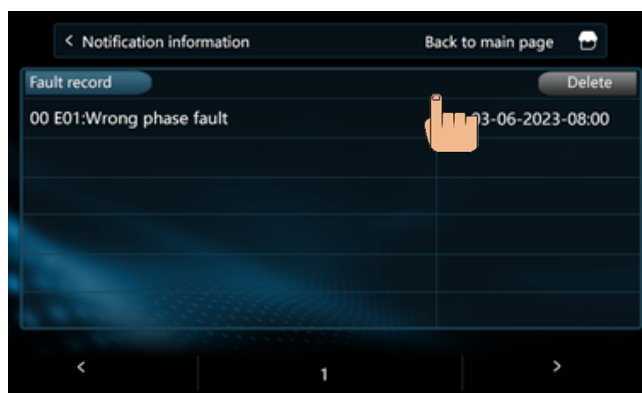 < Notification information Back to main page
Fault record Delete
00 E01:Wrong phase fault 03-06-2023-08:00
< 1 >